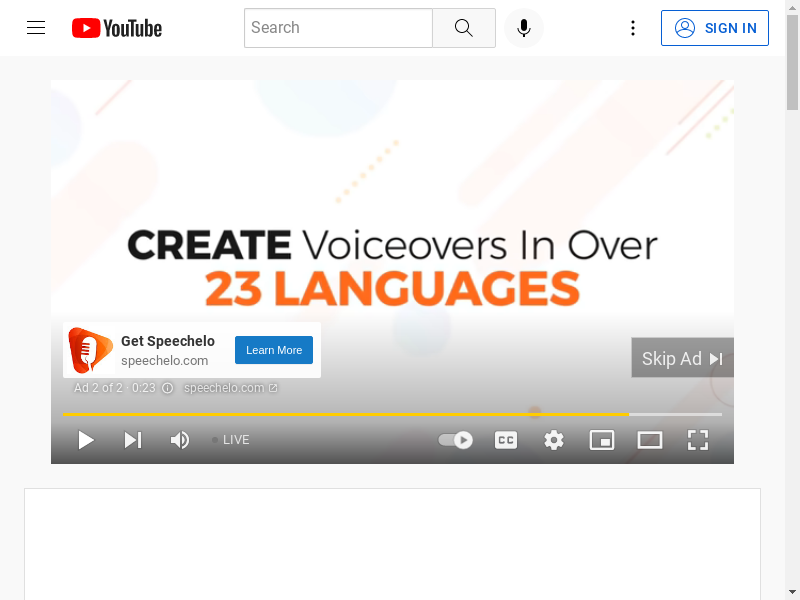 YouTube
Search
SIGN IN
CREATE Voiceovers In Over
23 LANGUAGES
Get Speechelo
speechelo.com
Learn More
Skip Ad
Ad 2 of 2 · 0:23
speechelo.com
LIVE
CC